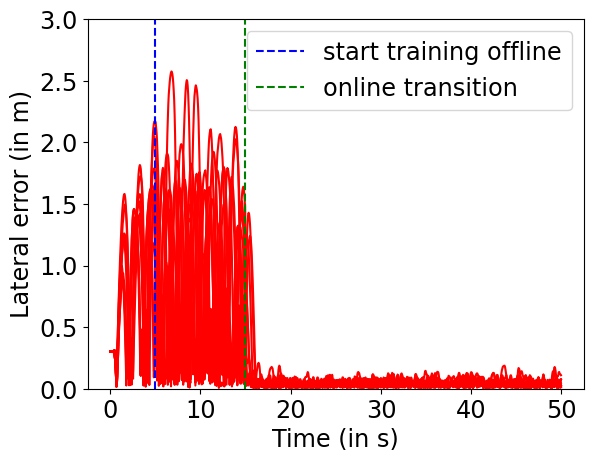 3.0
2.5
2.0
1.5
1.0
0.5
0.0
Lateral error (in m)
start training offline
online transition
0 10 20 30 40 50
Time (in s)